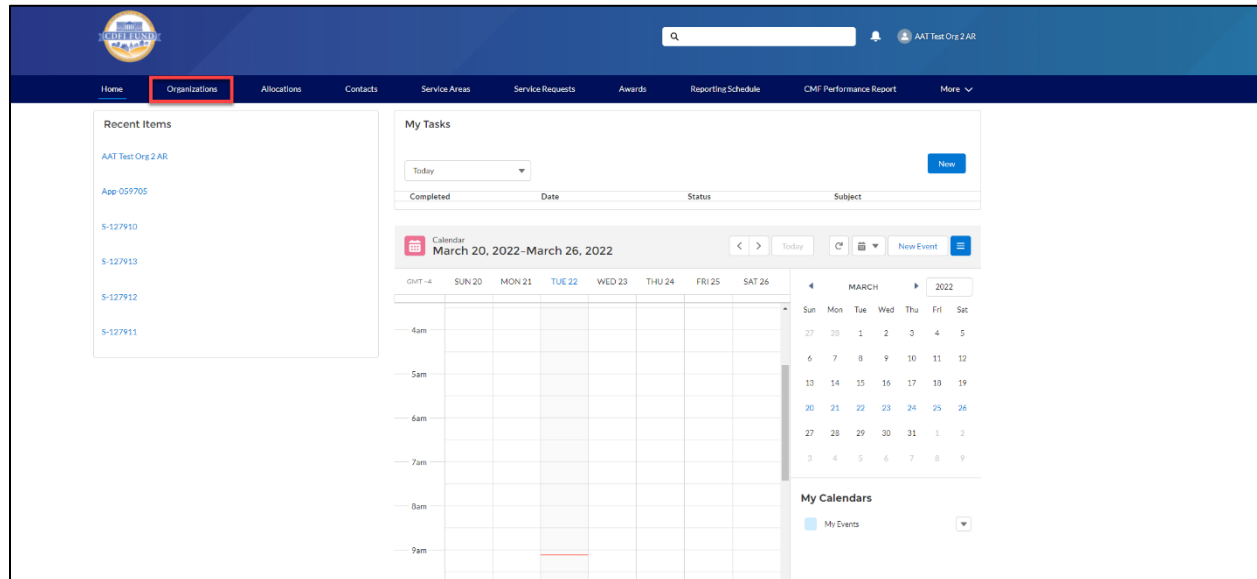 CDFI FUND
AAT Test Org 2 AR
Home Organizations Allocations Contacts Service Areas Service Requests Awards Reporting Schedule CMF Performance Report More
Recent Items
AAT Test Org 2 AR
App-059705
S-127910
S-127913
S-127912
S-127911
My Tasks
Today
New
Completed Date Status Subject
Calendar
March 20, 2022–March 26, 2022
Today
New Event
GMT -4 SUN 20 MON 21 TUE 22 WED 23 THU 24 FRI 25 SAT 26
4am
5am
6am
7am
8am
9am
MARCH 2022
Sun Mon Tue Wed Thu Fri Sat
27 28 1 2 3 4 5
6 7 8 9 10 11 12
13 14 15 16 17 18 19
20 21 22 23 24 25 26
27 28 29 30 31 1 2
3 4 5 6 7 8 9
My Calendars
My Events